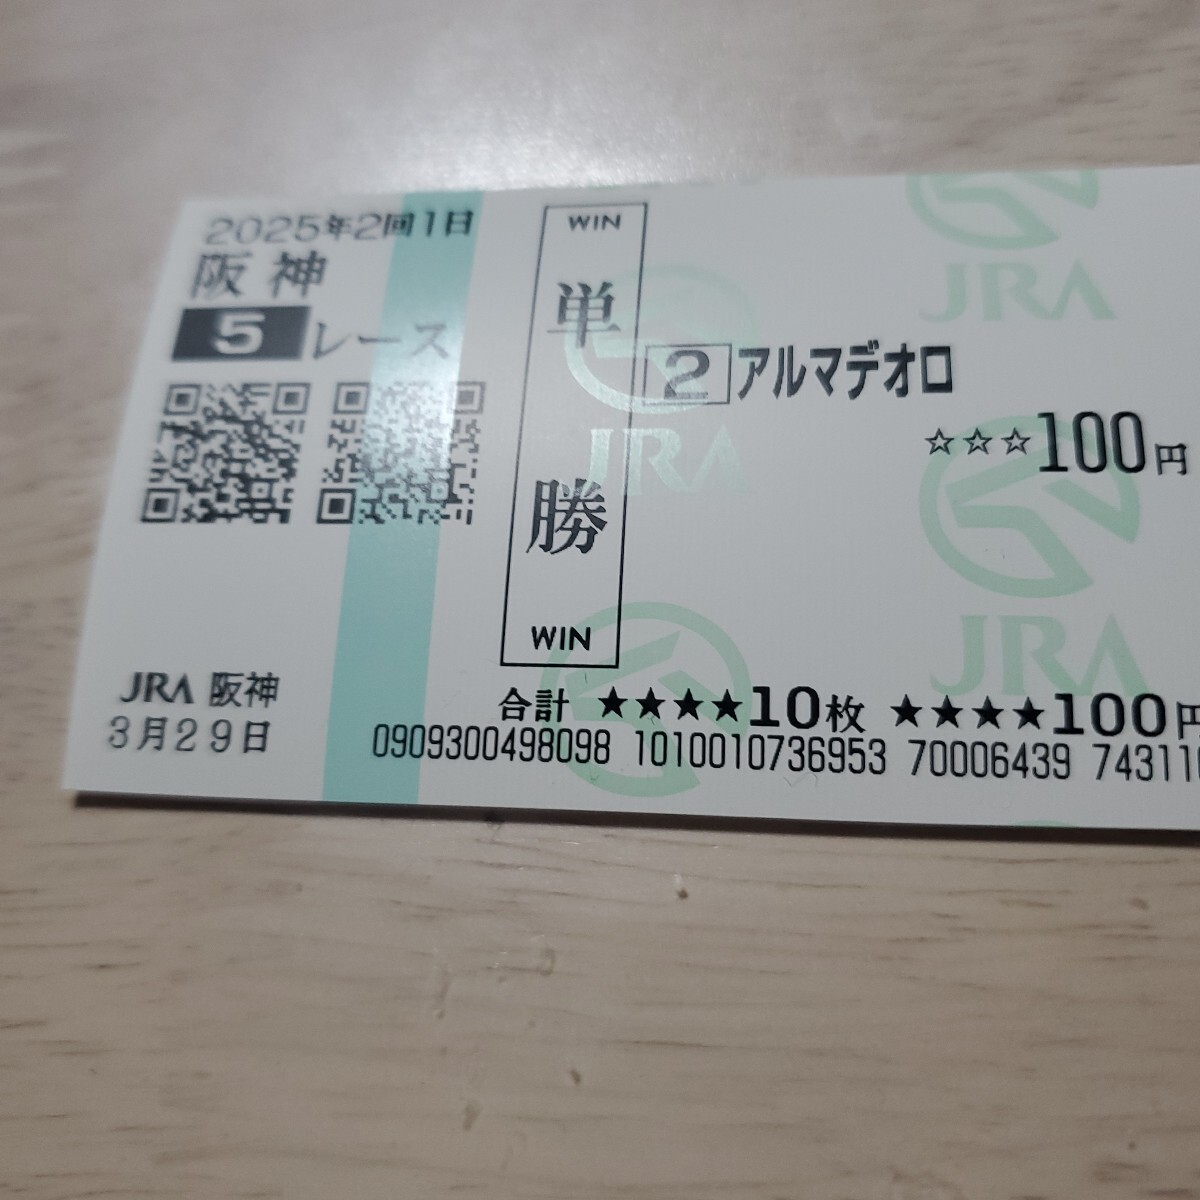 2025年2回1日
阪神
5レース
WIN
単勝
WIN
2アルマデオロ
☆☆☆100円
JRA 阪神
3月29日
合計 ★★★★10枚 ★★★★100円
0909300498098 1010010736953 70006439 74311
JRA
JRA
JRA